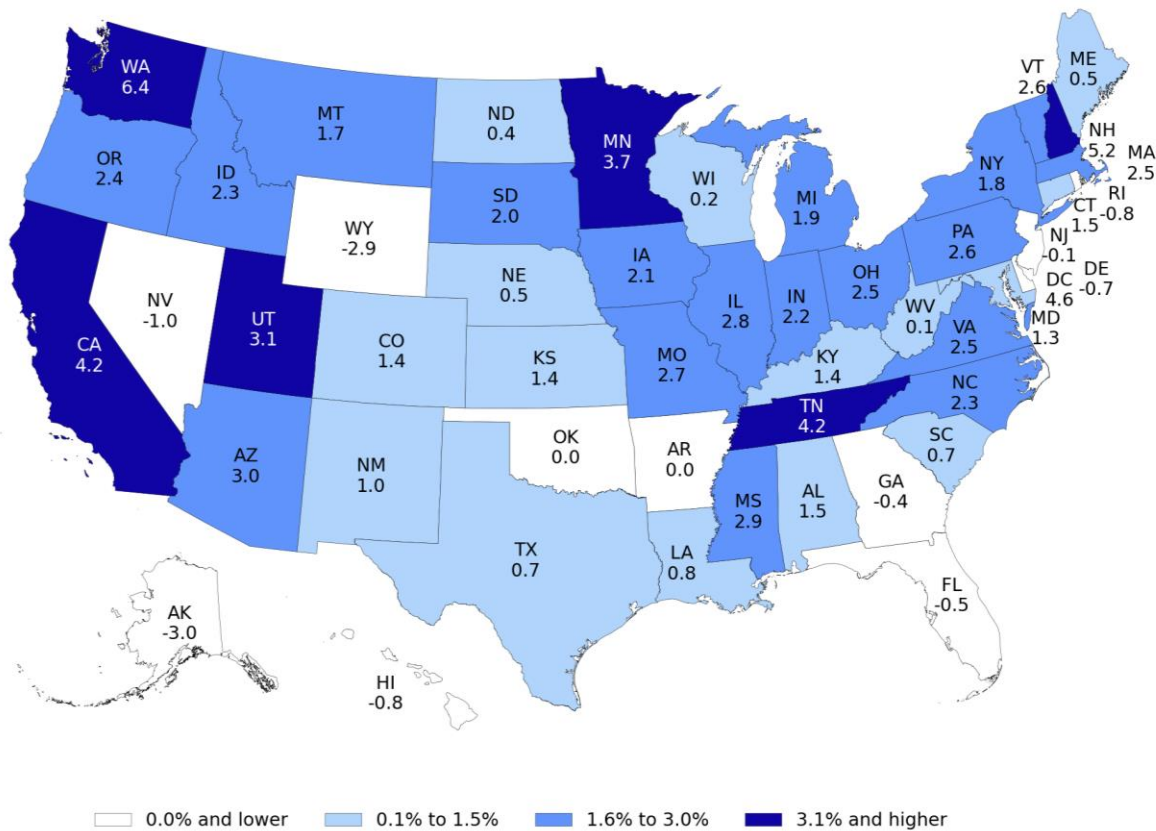 WA
6.4
MT
1.7
ND
0.4
MN
3.7
VT
2.6
ME
0.5
NH
5.2
MA
2.5
OR
2.4
ID
2.3
SD
2.0
WI
0.2
MI
1.9
NY
1.8
CT
1.5
RI
-0.8
WY
-2.9
IA
2.1
PA
2.6
NJ
-0.1
NE
0.5
OH
2.5
DC
4.6
DE
-0.7
NV
-1.0
UT
3.1
IL
2.8
IN
2.2
WV
0.1
MD
1.3
CA
4.2
CO
1.4
KS
1.4
MO
2.7
KY
1.4
VA
2.5
NC
2.3
TN
4.2
AZ
3.0
NM
1.0
OK
0.0
AR
0.0
SC
0.7
MS
2.9
AL
1.5
GA
-0.4
TX
0.7
LA
0.8
FL
-0.5
AK
-3.0
HI
-0.8
0.0% and lower
0.1% to 1.5%
1.6% to 3.0%
3.1% and higher